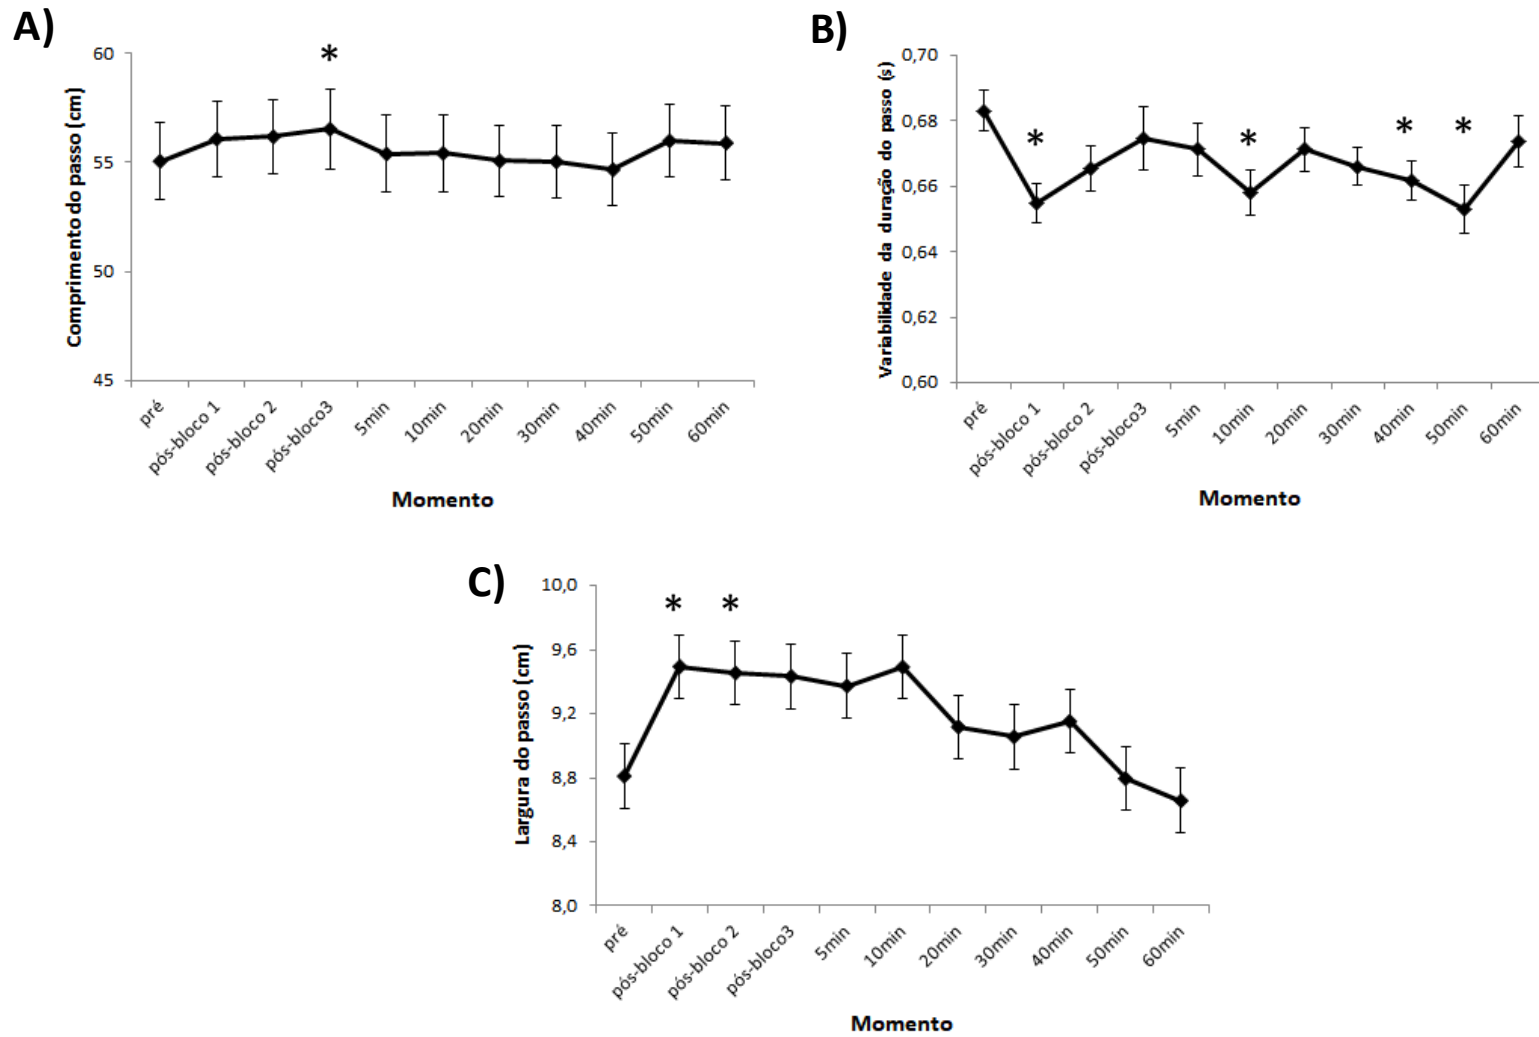 A)
Comprimento do passo (cm)
60
55
50
45
*
pré
pós-bloco 1
pós-bloco 2
pós-bloco3
5min
10min
20min
30min
40min
50min
60min
Momento
B)
Variabilidade da duração do passo (s)
0,70
0,68
0,66
0,64
0,62
0,60
*
*
*
*
pré
pós-bloco 1
pós-bloco 2
pós-bloco3
5min
10min
20min
30min
40min
50min
60min
Momento
C)
Largura do passo (cm)
10,0
9,6
9,2
8,8
8,4
8,0
*
*
pré
pós-bloco 1
pós-bloco 2
pós-bloco3
5min
10min
20min
30min
40min
50min
60min
Momento